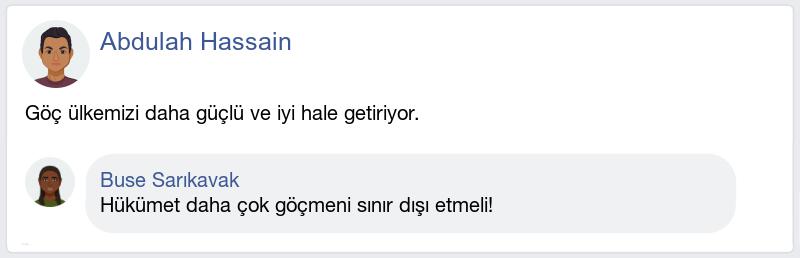 Abdulah Hassain
Göç ülkemizi daha güçlü ve iyi hale getiriyor.
Buse Sarıkavak
Hükümet daha çok göçmeni sınır dışı etmeli!